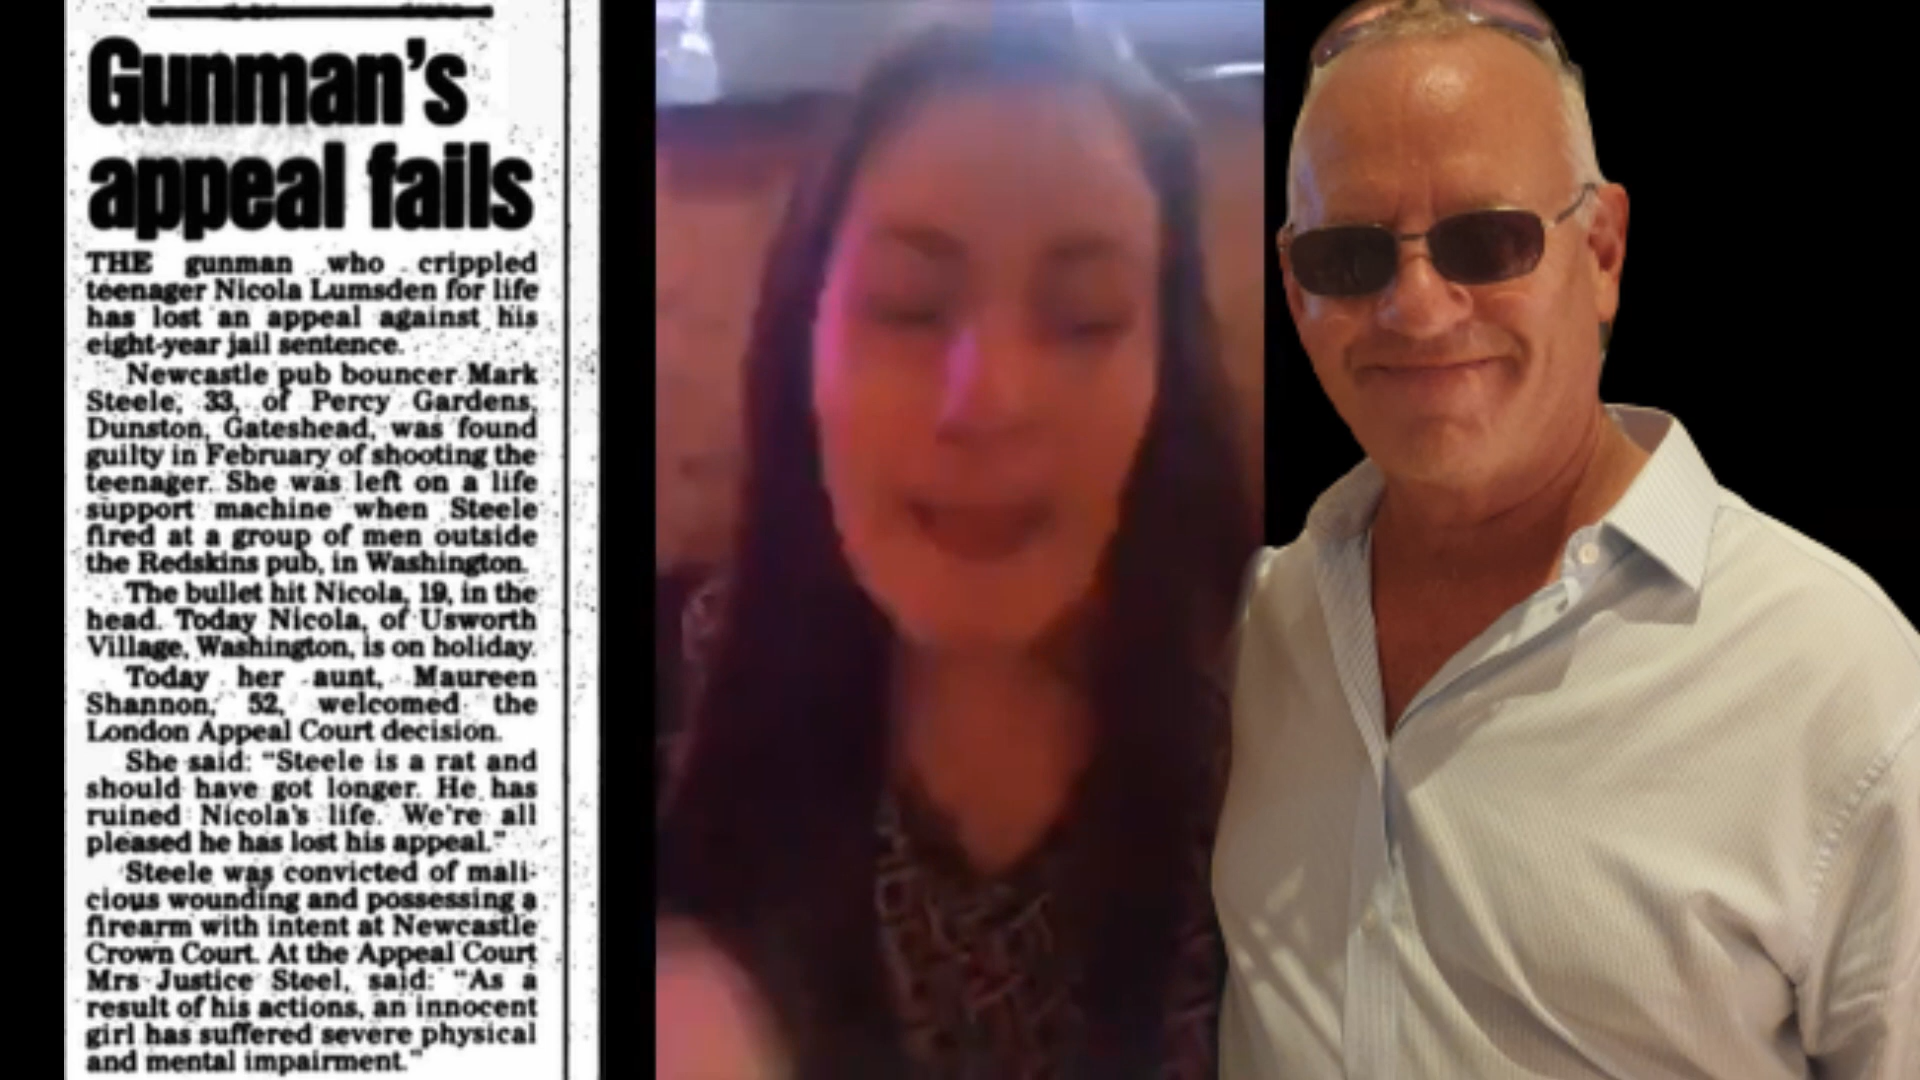 Gunman's
appeal fails
THE gunman who crippled
teenager Nicola Lumsden for life
has lost an appeal against his
eight-year jail sentence.
Newcastle pub bouncer Mark
Steele, 33, of Percy Gardens,
Dunston, Gateshead, was found
guilty in February of shooting the
teenager. She was left on a life
support machine when Steele
fired at a group of men outside
the Redskins pub, in Washington.
The bullet hit Nicola, 19, in the
head. Today Nicola, of Usworth
Village, Washington, is on holiday.
Today her aunt, Maureen
Shannon, 52, welcomed the
London Appeal Court decision.
She said: "Steele is a rat and
should have got longer. He has
ruined Nicola's life. We're all
pleased he has lost his appeal."
Steele was convicted of mali-
cious wounding and possessing a
firearm with intent at Newcastle
Crown Court. At the Appeal Court
Mrs Justice Steel, said: "As a
result of his actions, an innocent
girl has suffered severe physical
and mental impairment."